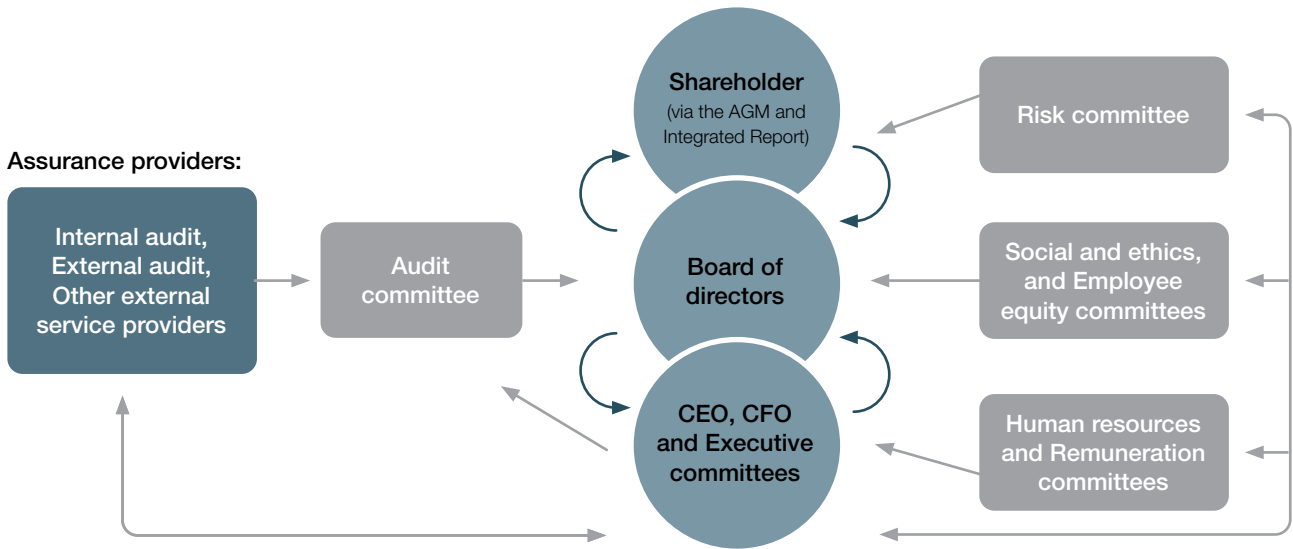 Assurance providers:
Internal audit,
External audit,
Other external
service providers
Audit
committee
Shareholder
(via the AGM and
Integrated Report)
Board of
directors
CEO, CFO
and Executive
committees
Risk committee
Social and ethics,
and Employee
equity committees
Human resources
and Remuneration
committees